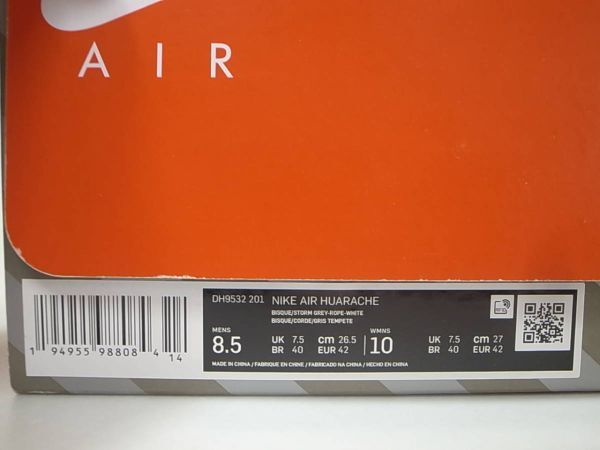 AIR
DH9532 201 NIKE AIR HUARACHE
BISQUE/STORM GREY-ROPE-WHITE
BISQUE/CORDE/GRIS TEMPETE
MENS
8.5
UK 7.5 cm 26.5
BR 40 EUR 42
WMNS
10
UK 7.5 cm 27
BR 40 EUR 42
MADE IN CHINA / FABRIQUE EN CHINE / FABRICADO NA CHINA / HECHO EN CHINA
1 94955 98808 4
14